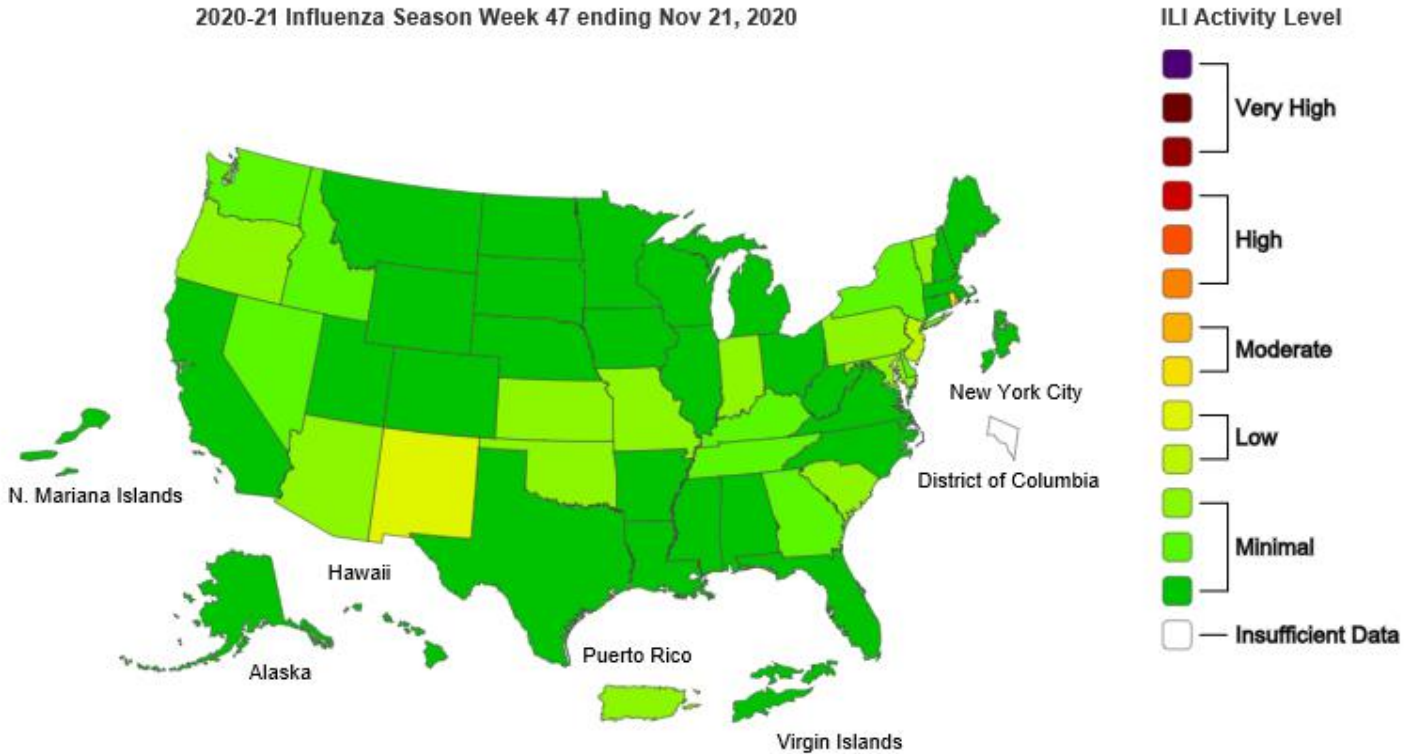 2020-21 Influenza Season Week 47 ending Nov 21, 2020
ILI Activity Level
Very High
High
Moderate
Low
Minimal
Insufficient Data
New York City
District of Columbia
N. Mariana Islands
Hawaii
Alaska
Puerto Rico
Virgin Islands